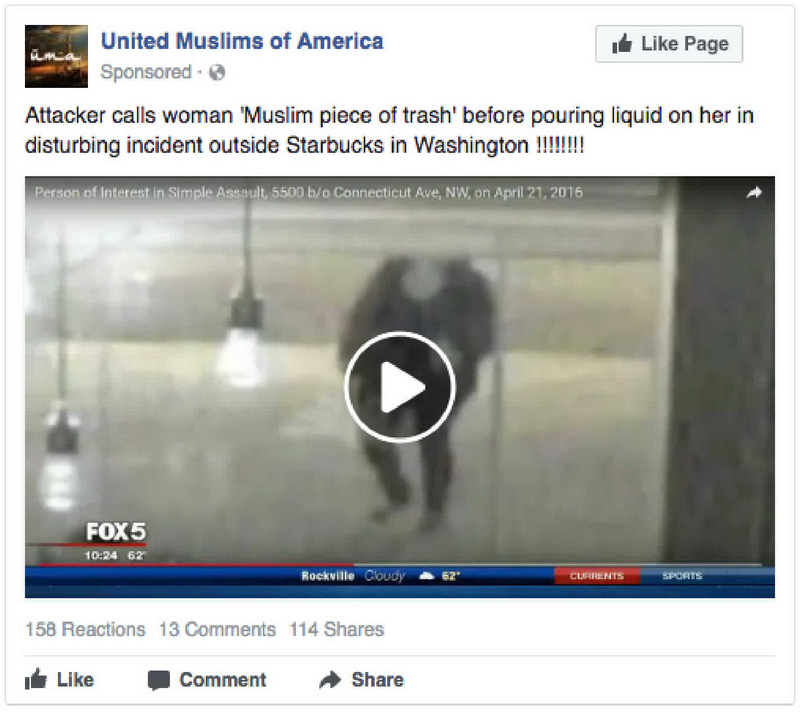 üma
United Muslims of America
Sponsored ·
Like Page
Attacker calls woman 'Muslim piece of trash' before pouring liquid on her in
disturbing incident outside Starbucks in Washington !!!!!!!!
Person of Interest in Simple Assault, 5500 b/o Connecticut Ave, NW, on April 21, 2016
FOX 5
10:24 62°
Rockville Cloudy 62° CURRENTS SPORTS
158 Reactions 13 Comments 114 Shares
Like Comment Share